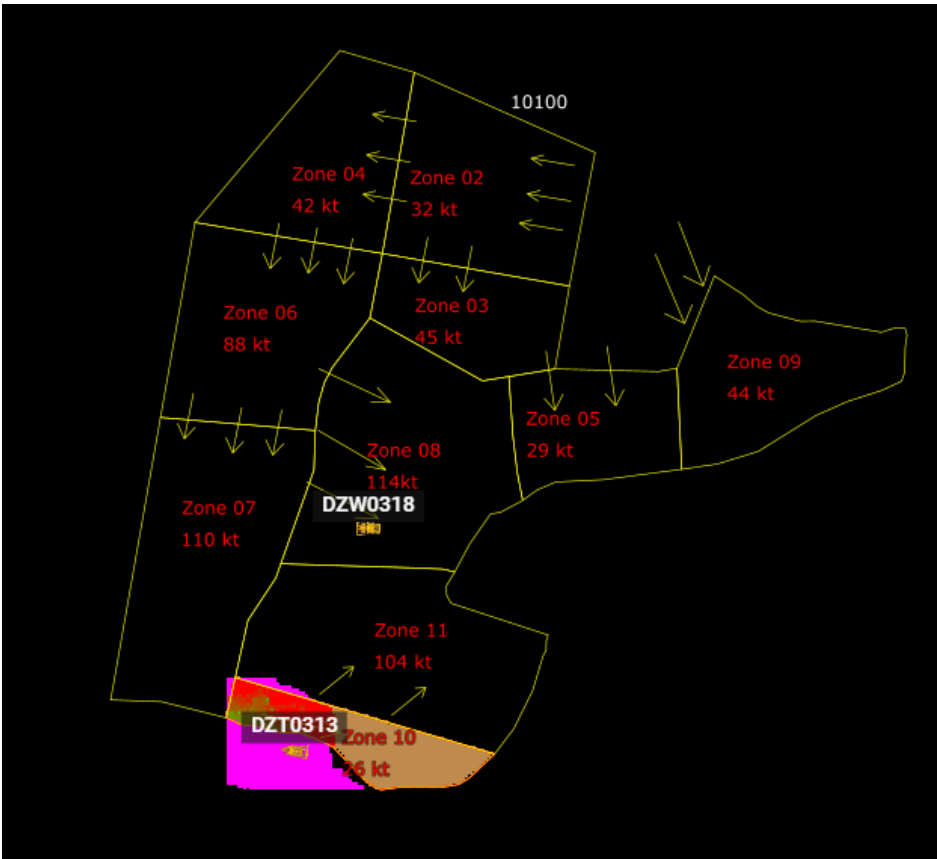 10100
Zone 04
42 kt
Zone 02
32 kt
Zone 06
88 kt
Zone 03
45 kt
Zone 09
44 kt
Zone 05
29 kt
Zone 08
114kt
DZW0318
Zone 07
110 kt
Zone 11
104 kt
DZT0313
Zone 10
26 kt